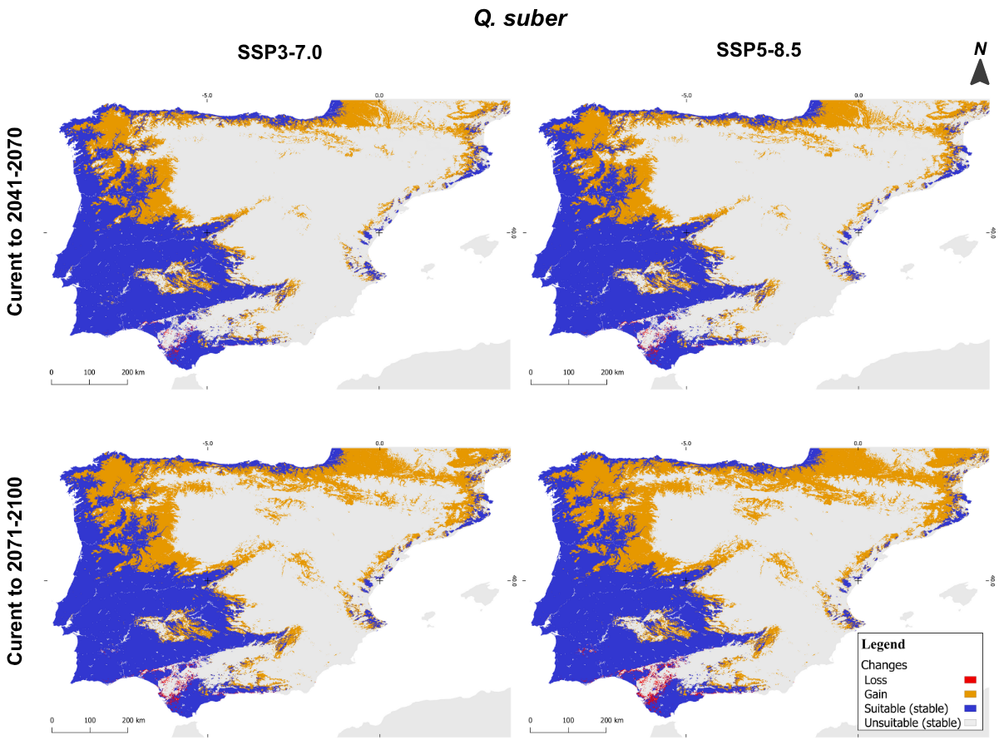 Q. suber
SSP3-7.0
SSP5-8.5
N
Curent to 2041-2070
-5.0
0.0
40.0
0 100 200 km
-5.0
0.0
40.0
0 100 200 km
Curent to 2071-2100
-5.0
0.0
40.0
0 100 200 km
-5.0
0.0
40.0
0 100 200 km
Legend
Changes
Loss
Gain
Suitable (stable)
Unsuitable (stable)